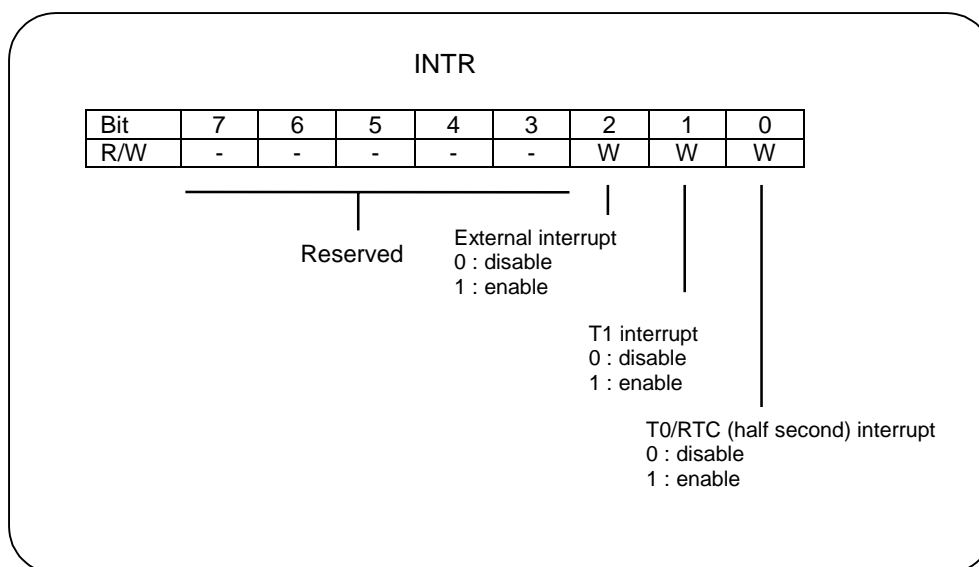 INTR
Bit 7 6 5 4 3 2 1 0
R/W - - - - - W W W
Reserved
External interrupt
0 : disable
1 : enable
T1 interrupt
0 : disable
1 : enable
T0/RTC (half second) interrupt
0 : disable
1 : enable